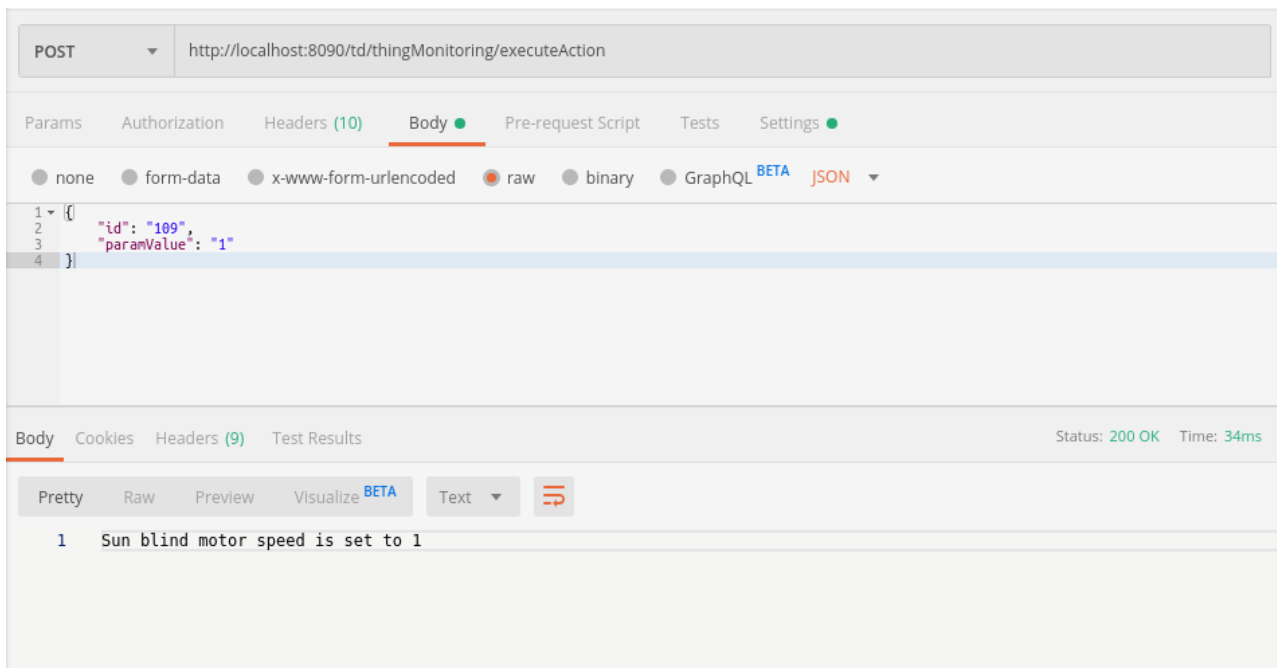 POST http://localhost:8090/td/thingMonitoring/executeAction
Params Authorization Headers (10) Body Pre-request Script Tests Settings
none form-data x-www-form-urlencoded raw binary GraphQL BETA JSON
1 {
2 "id": "109",
3 "paramValue": "1"
4 }
Body Cookies Headers (9) Test Results Status: 200 OK Time: 34ms
Pretty Raw Preview Visualize BETA Text
1 Sun blind motor speed is set to 1